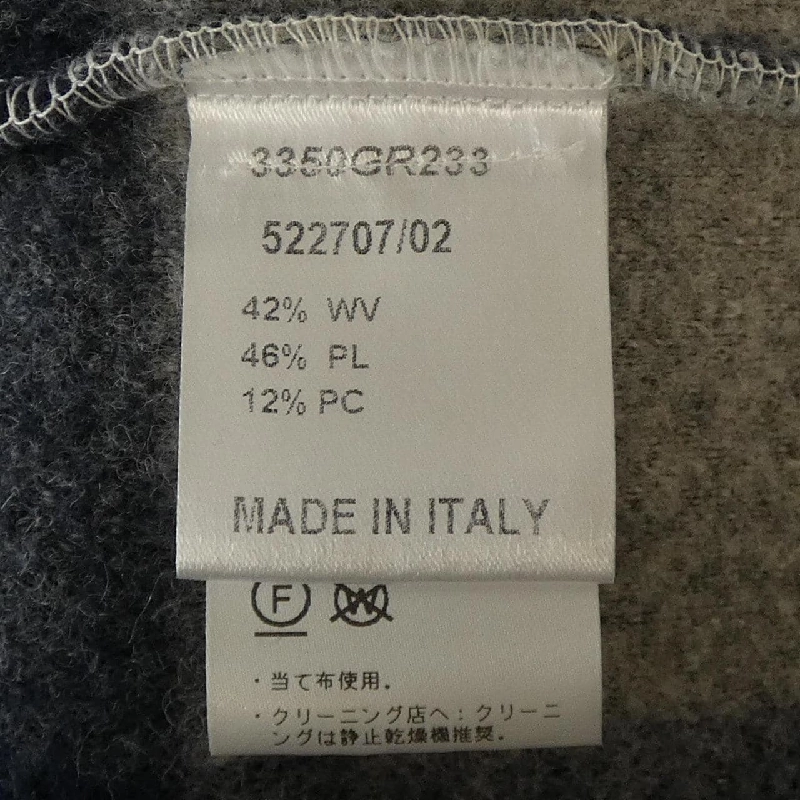 3350GR233
522707/02
42% WV
46% PL
12% PC
MADE IN ITALY
F W
・当て布使用.
・クリーニング店へ：クリーニ
ングは静止乾燥機推奨.